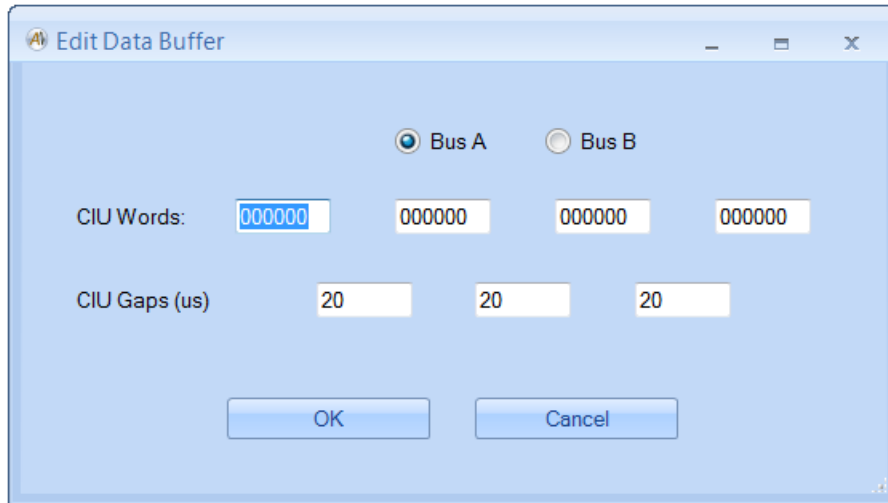 Edit Data Buffer
Bus A Bus B
CIU Words: 000000 000000 000000 000000
CIU Gaps (us) 20 20 20
OK Cancel